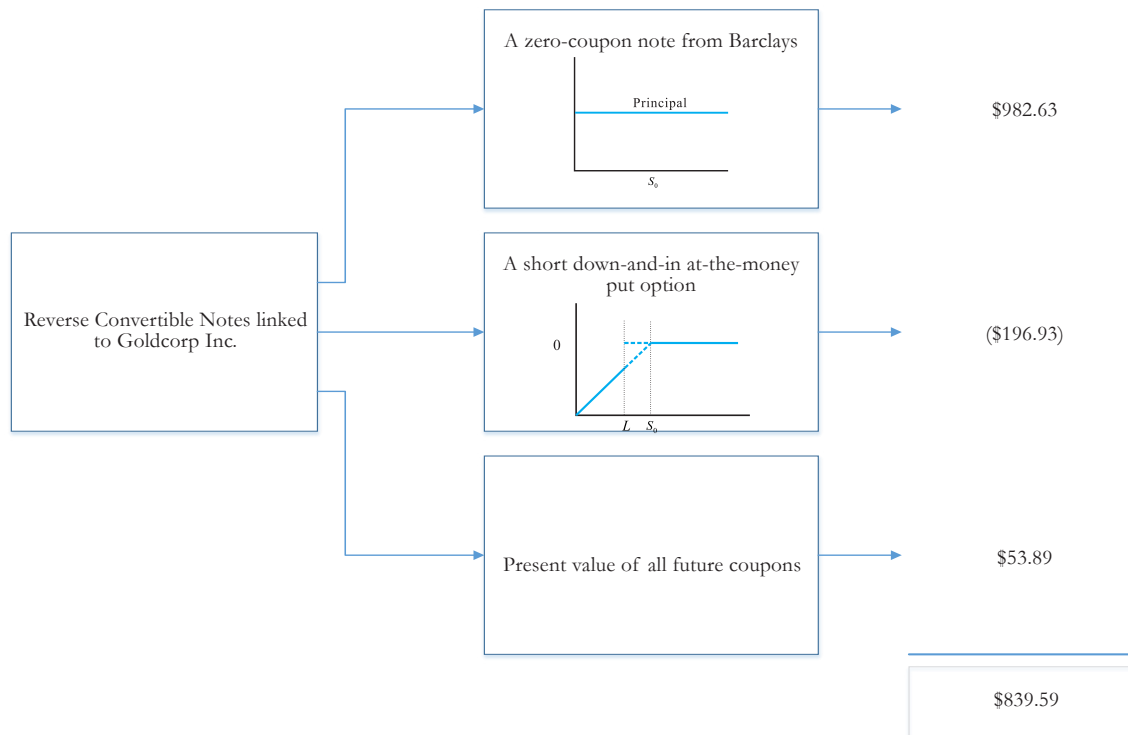 A zero-coupon note from Barclays
Principal
S₀
$982.63
Reverse Convertible Notes linked
to Goldcorp Inc.
A short down-and-in at-the-money
put option
0
L S₀
($196.93)
Present value of all future coupons
$53.89
$839.59